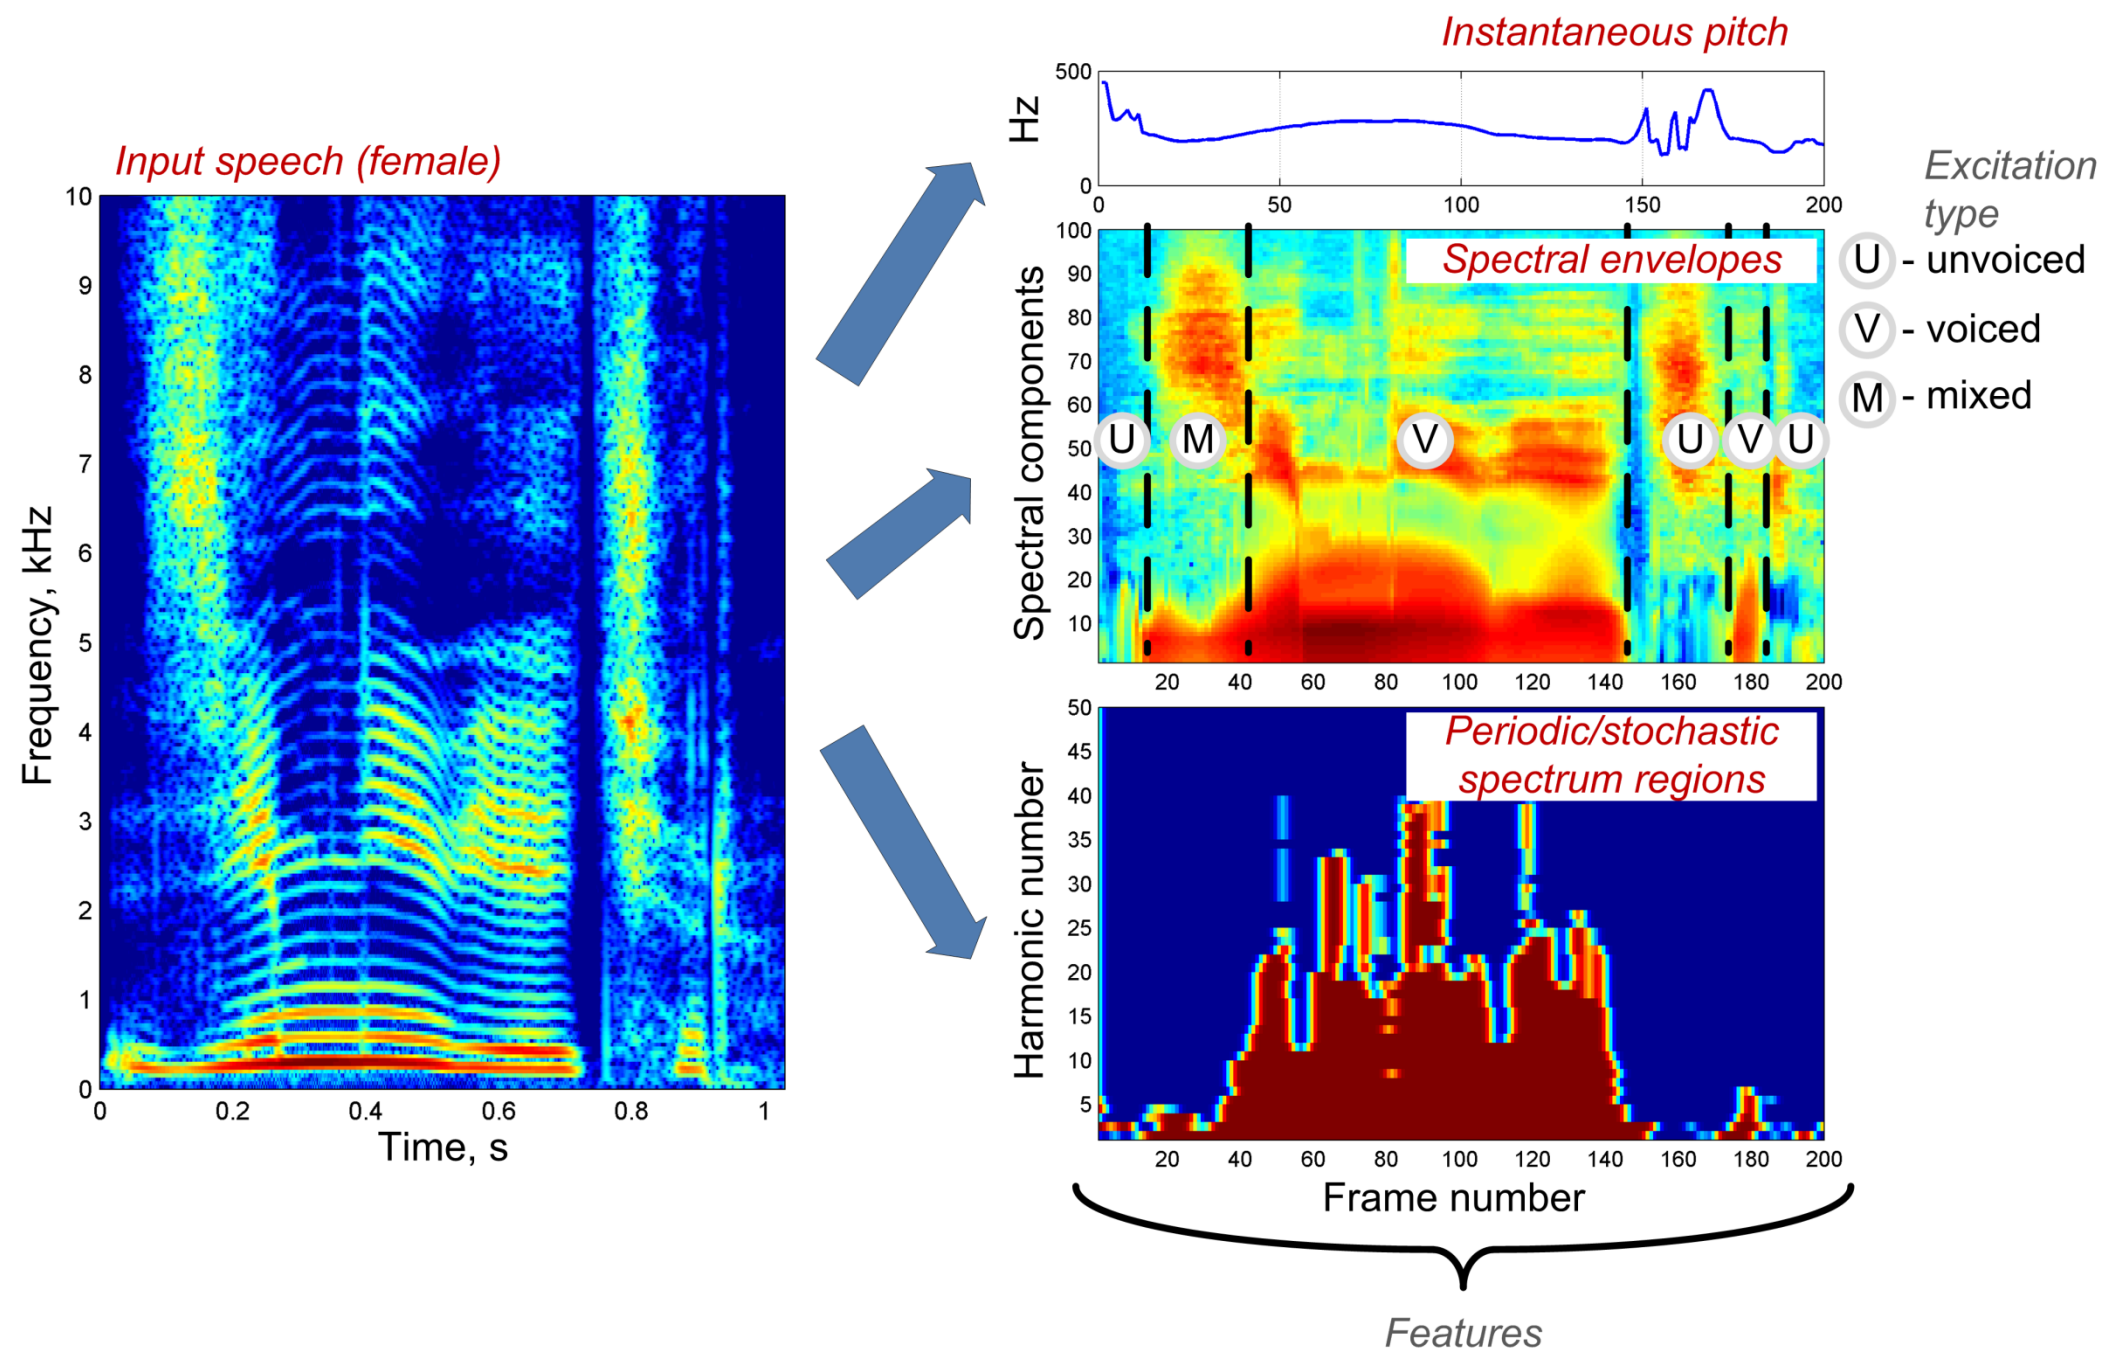 Input speech (female)
Frequency, kHz
10
9
8
7
6
5
4
3
2
1
0
0 0.2 0.4 0.6 0.8 1
Time, s
Instantaneous pitch
Hz
500
0
0 50 100 150 200
Spectral envelopes
Spectral components
100
90
80
70
60
50
40
30
20
10
U M V U V U
20 40 60 80 100 120 140 160 180 200
Excitation
type
U - unvoiced
V - voiced
M - mixed
Periodic/stochastic
spectrum regions
Harmonic number
50
45
40
35
30
25
20
15
10
5
20 40 60 80 100 120 140 160 180 200
Frame number
Features